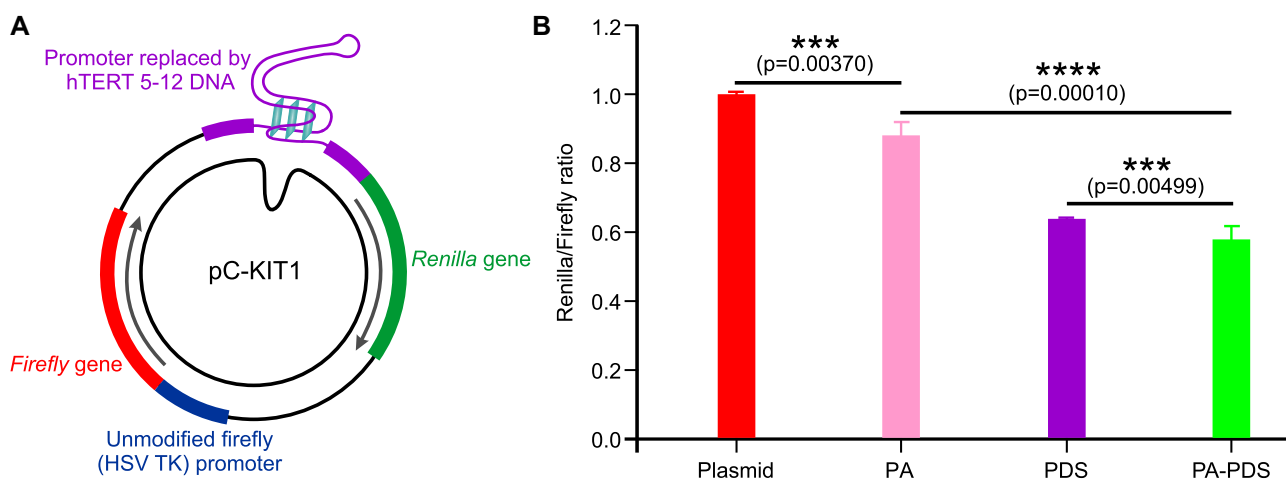 A
Promoter replaced by
hTERT 5-12 DNA
pC-KIT1
Renilla gene
Firefly gene
Unmodified firefly
(HSV TK) promoter
B
Renilla/Firefly ratio
1.2
1.0
0.8
0.6
0.4
0.2
0.0
***
(p=0.00370)
****
(p=0.00010)
***
(p=0.00499)
Plasmid PA PDS PA-PDS